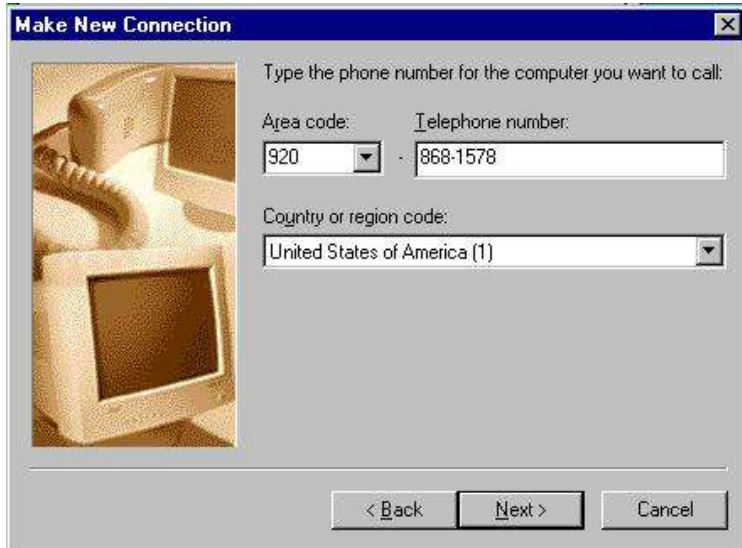 Make New Connection
Type the phone number for the computer you want to call:
Area code: Telephone number:
920 - 868-1578
Country or region code:
United States of America (1)
< Back Next > Cancel